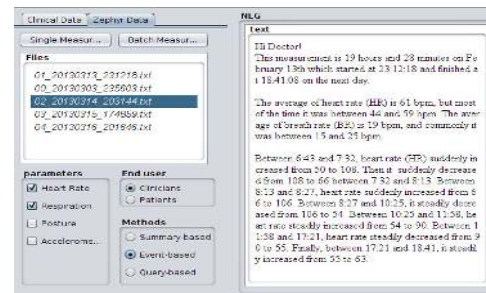 Clinical Data
Zephyr Data
Single Measur...
Batch Measur...
Files
01_20130313_231218.txt
00_20130303_235603.txt
02_20130314_203144.txt
03_20130315_174859.txt
04_20130316_201646.txt
parameters
Heart Rate
Respiration
Posture
Accelerome...
End user
Clinicians
Patients
Methods
Summary based
Event-based
Query-based
NLG
text
Hi Doctor!
This measurement is 19 hours and 28 minutes on Fe
bruary 13th which started at 23:12:18 and finished a
t 18:41:08 on the next day.
The average of heart rate (HR) is 61 bpm, but most
of the time it was between 44 and 59 bpm. The aver
age of breath rate (BR) is 19 bpm, and commonly it
was between 15 and 25 bpm.
Between 6:43 and 7:32, heart rate (HR) suddenly in
creased from 50 to 108. Then it suddenly decrease
d from 108 to 66 between 7:32 and 8:13. Between
8:13 and 8:27, heart rate suddenly increased from 6
6 to 106. Between 8:27 and 10:25, it steadily decre
ased from 106 to 54. Between 10:25 and 11:38, he
art rate steadily increased from 54 to 90. Between 1
1:38 and 17:21, heart rate steadily decreased from 9
0 to 55. Finally, between 17:21 and 18:41, it steadil
y increased from 55 to 63.